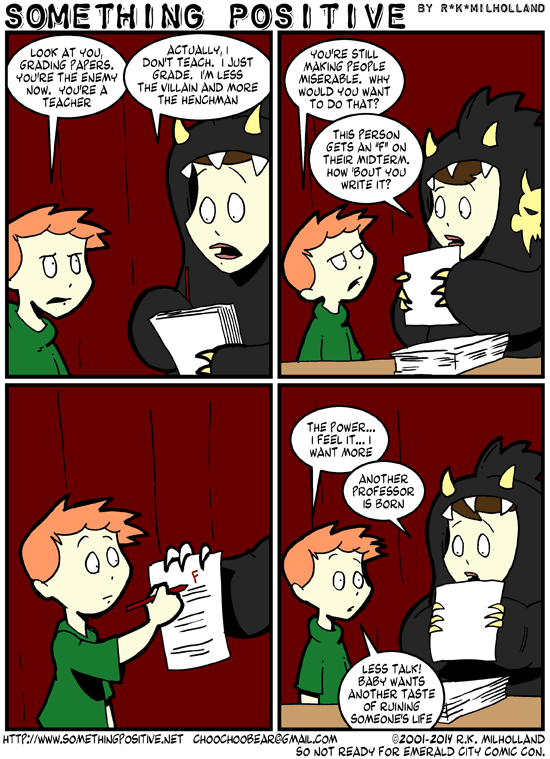 SOMETHING POSITIVE BY R*K*MILHOLLAND
LOOK AT YOU,
GRADING PAPERS.
YOU'RE THE ENEMY
NOW. YOU'RE A
TEACHER
ACTUALLY, I
DON'T TEACH. I JUST
GRADE. I'M LESS
THE VILLAIN AND MORE
THE HENCHMAN
YOU'RE STILL
MAKING PEOPLE
MISERABLE. WHY
WOULD YOU WANT
TO DO THAT?
THIS PERSON
GETS AN "F" ON
THEIR MIDTERM.
HOW 'BOUT YOU
WRITE IT?
F
THE POWER...
I FEEL IT... I
WANT MORE
ANOTHER
PROFESSOR
IS BORN
LESS TALK!
BABY WANTS
ANOTHER TASTE
OF RUINING
SOMEONE'S LIFE
HTTP://WWW.SOMETHINGPOSITIVE.NET CHOOCHOOBEAR@GMAIL.COM ©2001-2014 R.K. MILHOLLAND
SO NOT READY FOR EMERALD CITY COMIC CON.